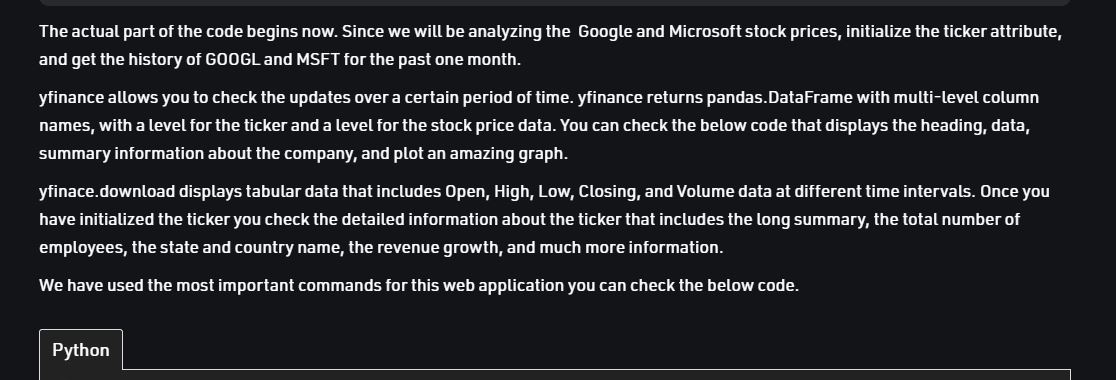 The actual part of the code begins now. Since we will be analyzing the  Google and Microsoft stock prices, initialize the ticker attribute,
and get the history of GOOGL and MSFT for the past one month.
yfinance allows you to check the updates over a certain period of time. yfinance returns pandas.DataFrame with multi-level column
names, with a level for the ticker and a level for the stock price data. You can check the below code that displays the heading, data,
summary information about the company, and plot an amazing graph.
yfinace.download displays tabular data that includes Open, High, Low, Closing, and Volume data at different time intervals. Once you
have initialized the ticker you check the detailed information about the ticker that includes the long summary, the total number of
employees, the state and country name, the revenue growth, and much more information.
We have used the most important commands for this web application you can check the below code.
Python